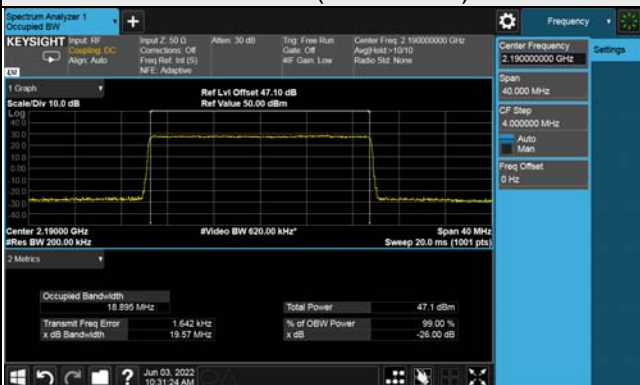 Spectrum Analyzer 1
Occupied BW
Frequency
KEYSIGHT
Input: RF
Coupling: DC
Align: Auto
Input Z: 50 Ω
Corrections: Off
Freq Ref: Int (S)
NFE: Adaptive
Atten: 30 dB
Trig: Free Run
Gate: Off
#IF Gain: Low
Center Freq: 2.190000000 GHz
Avg|Hold:>10/10
Radio Std: None
1 Graph
Scale/Div 10.0 dB
Ref Lvl Offset 47.10 dB
Ref Value 50.00 dBm
Log
40.0
30.0
20.0
10.0
0.00
-10.0
-20.0
-30.0
-40.0
Center 2.19000 GHz
#Video BW 620.00 kHz*
Span 40 MHz
#Res BW 200.00 kHz
Sweep 20.0 ms (1001 pts)
2 Metrics
Occupied Bandwidth
18.895 MHz
Total Power 47.1 dBm
Transmit Freq Error 1.642 kHz
% of OBW Power 99.00 %
x dB Bandwidth 19.57 MHz
x dB -26.00 dB
Center Frequency
2.190000000 GHz
Settings
Span
40.000 MHz
CF Step
4.000000 MHz
Auto
Man
Freq Offset
0 Hz
Jun 03, 2022
10:31:24 AM